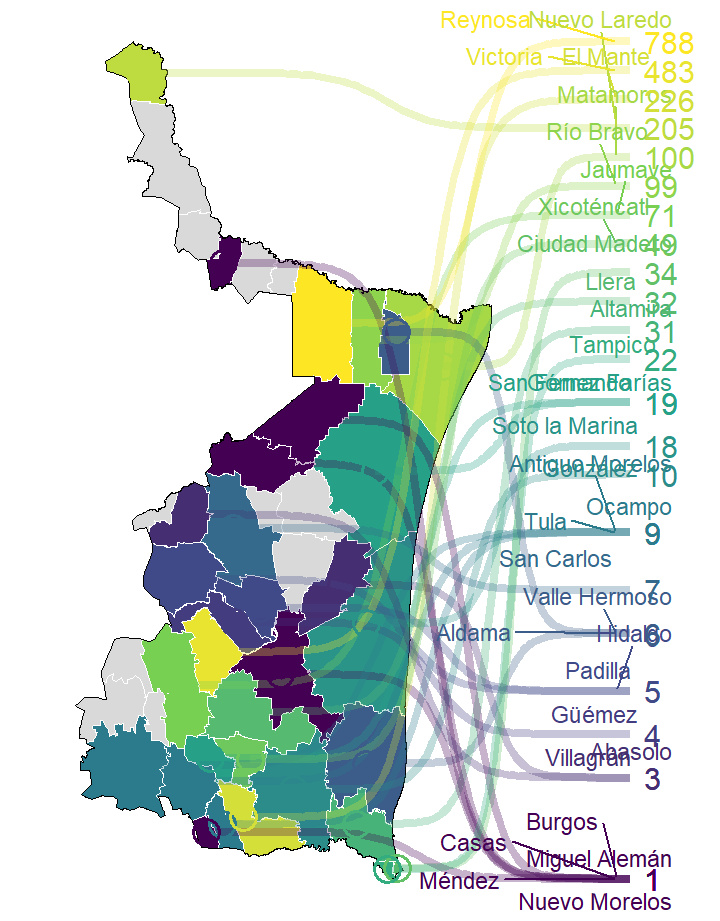 Reynosa Nuevo Laredo
788
Victoria El Mante
483
Matamoros
226
205
Río Bravo
100
Jaumave
99
Xicoténcatl
71
Ciudad Madero
49
34
Llera
32
Altamira
31
Tampico
22
San Fernando Gómez Farías
19
Soto la Marina
18
Antiguo Morelos
González
10
Ocampo
Tula
9
San Carlos
7
Valle Hermoso
Aldama Hidalgo
6
Padilla
5
Güémez
4
Abasolo
Villagrán
3
Burgos
Casas
Miguel Alemán
Méndez
1
Nuevo Morelos